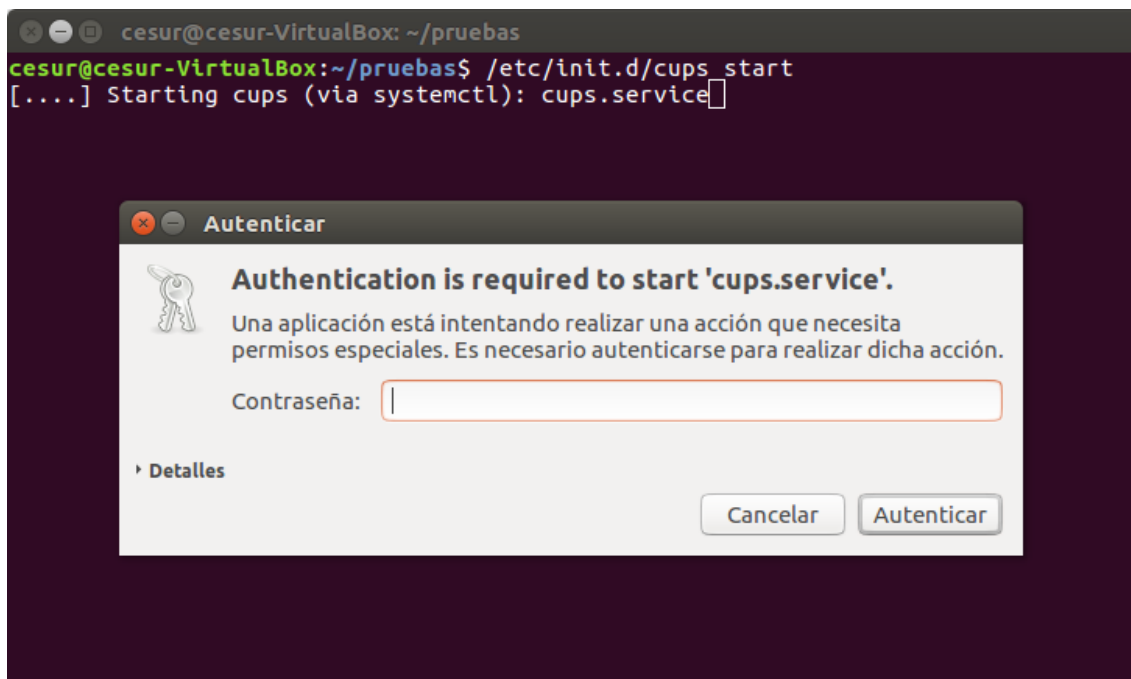 cesur@cesur-VirtualBox: ~/pruebas
cesur@cesur-VirtualBox:~/pruebas$ /etc/init.d/cups start
[....] Starting cups (via systemctl): cups.service
Autenticar
Authentication is required to start 'cups.service'.
Una aplicación está intentando realizar una acción que necesita
permisos especiales. Es necesario autenticarse para realizar dicha acción.
Contraseña:
Detalles
Cancelar Autenticar